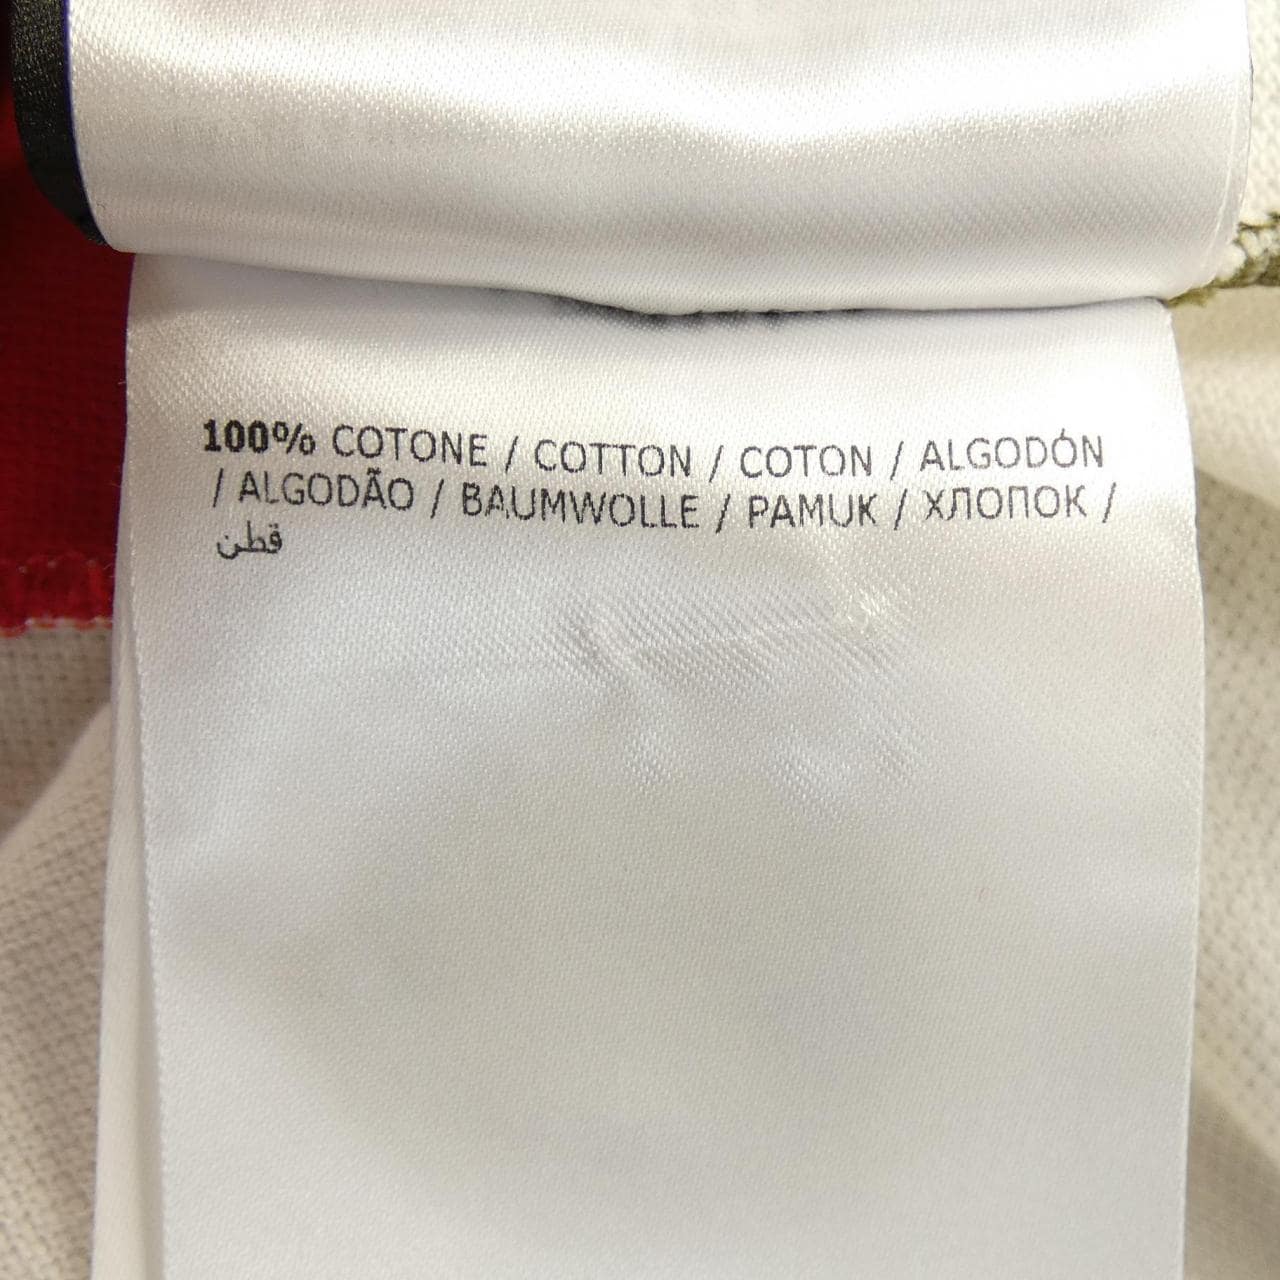 100% COTONE / COTTON / COTON / ALGODÓN
/ ALGODÃO / BAUMWOLLE / PAMUK / ХЛОПОК /
قطن